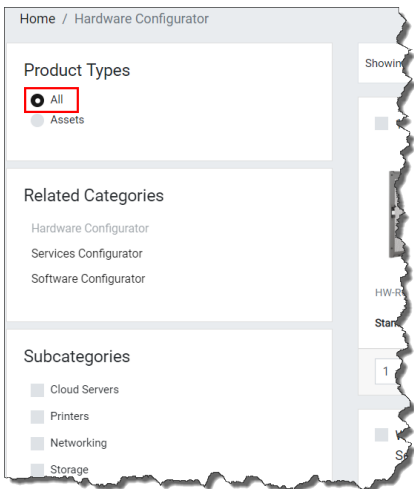 Home / Hardware Configurator
Product Types
All
Assets
Related Categories
Hardware Configurator
Services Configurator
Software Configurator
Subcategories
Cloud Servers
Printers
Networking
Storage
1